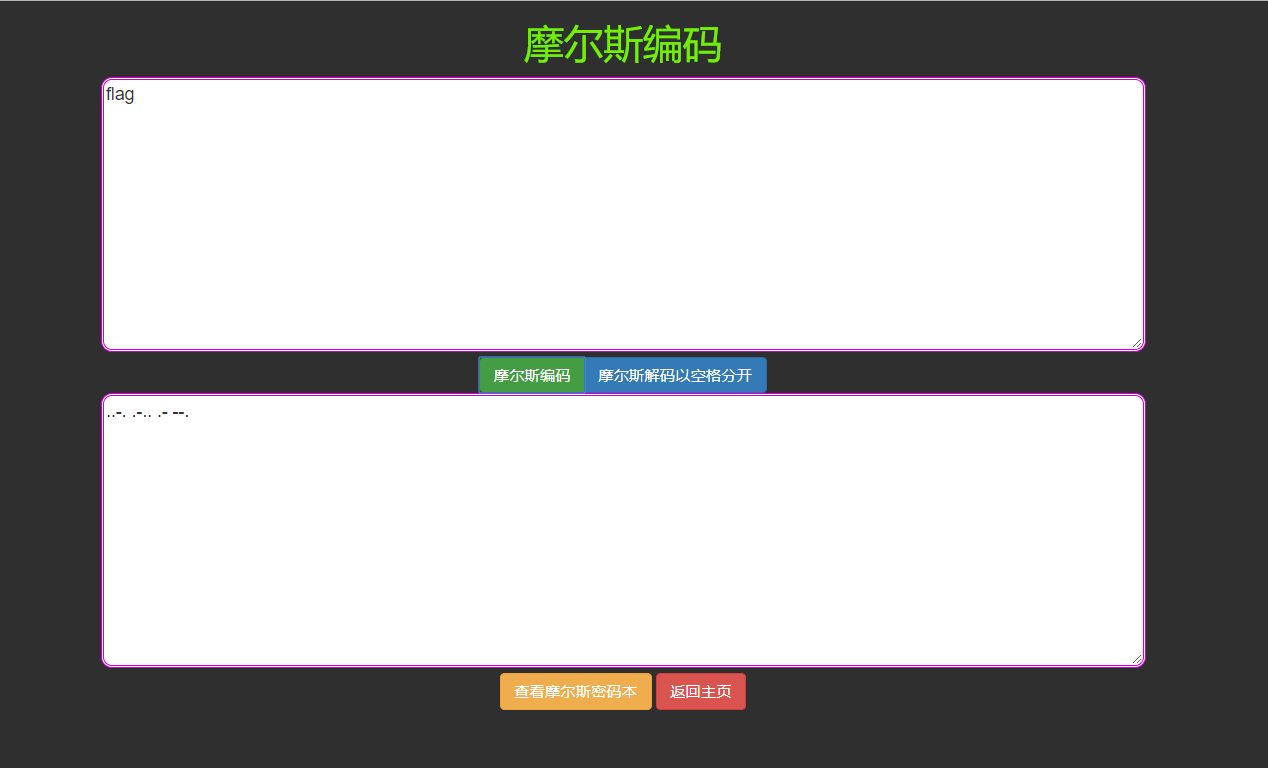 摩尔斯编码
flag
摩尔斯编码 摩尔斯解码以空格分开
..-. .-.. .- --.
查看摩尔斯密码本 返回主页